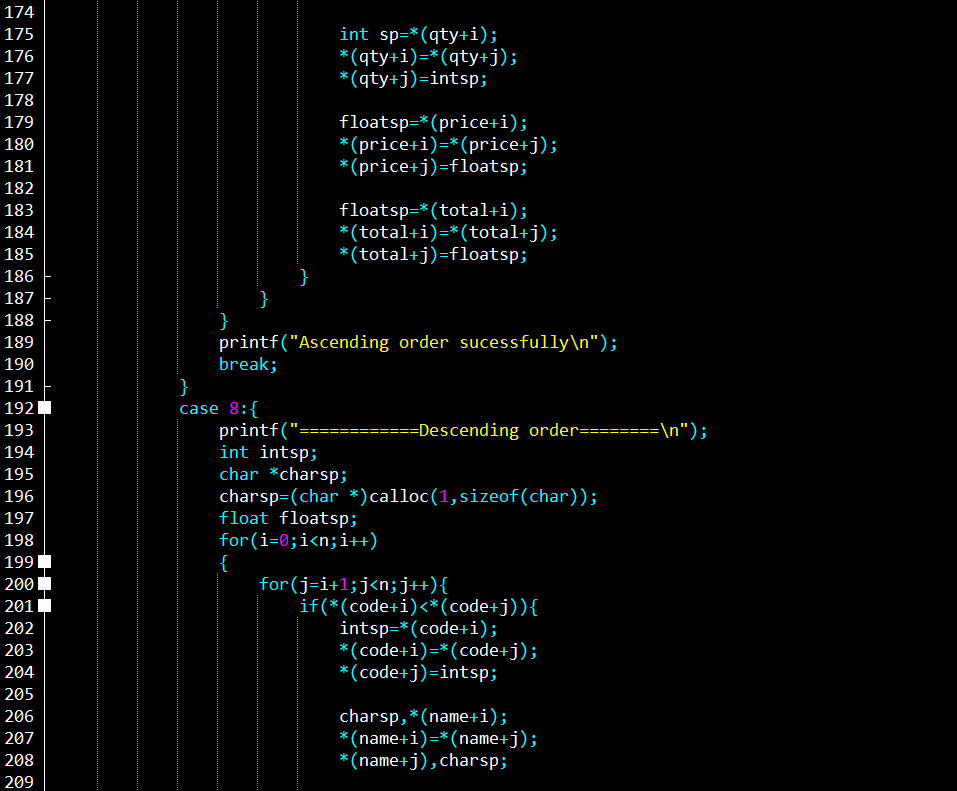 174
175 int sp=*(qty+i);
176 *(qty+i)=*(qty+j);
177 *(qty+j)=intsp;
178
179 floatsp=*(price+i);
180 *(price+i)=*(price+j);
181 *(price+j)=floatsp;
182
183 floatsp=*(total+i);
184 *(total+i)=*(total+j);
185 *(total+j)=floatsp;
186 }
187 }
188 }
189 printf("Ascending order sucessfully\n");
190 break;
191 }
192 case 8:{
193 printf("============Descending order========\n");
194 int intsp;
195 char *charsp;
196 charsp=(char *)calloc(1,sizeof(char));
197 float floatsp;
198 for(i=0;i<n;i++)
199 {
200 for(j=i+1;j<n;j++){
201 if(*(code+i)<*(code+j)){
202 intsp=*(code+i);
203 *(code+i)=*(code+j);
204 *(code+j)=intsp;
205
206 charsp,*(name+i);
207 *(name+i)=*(name+j);
208 *(name+j),charsp;
209